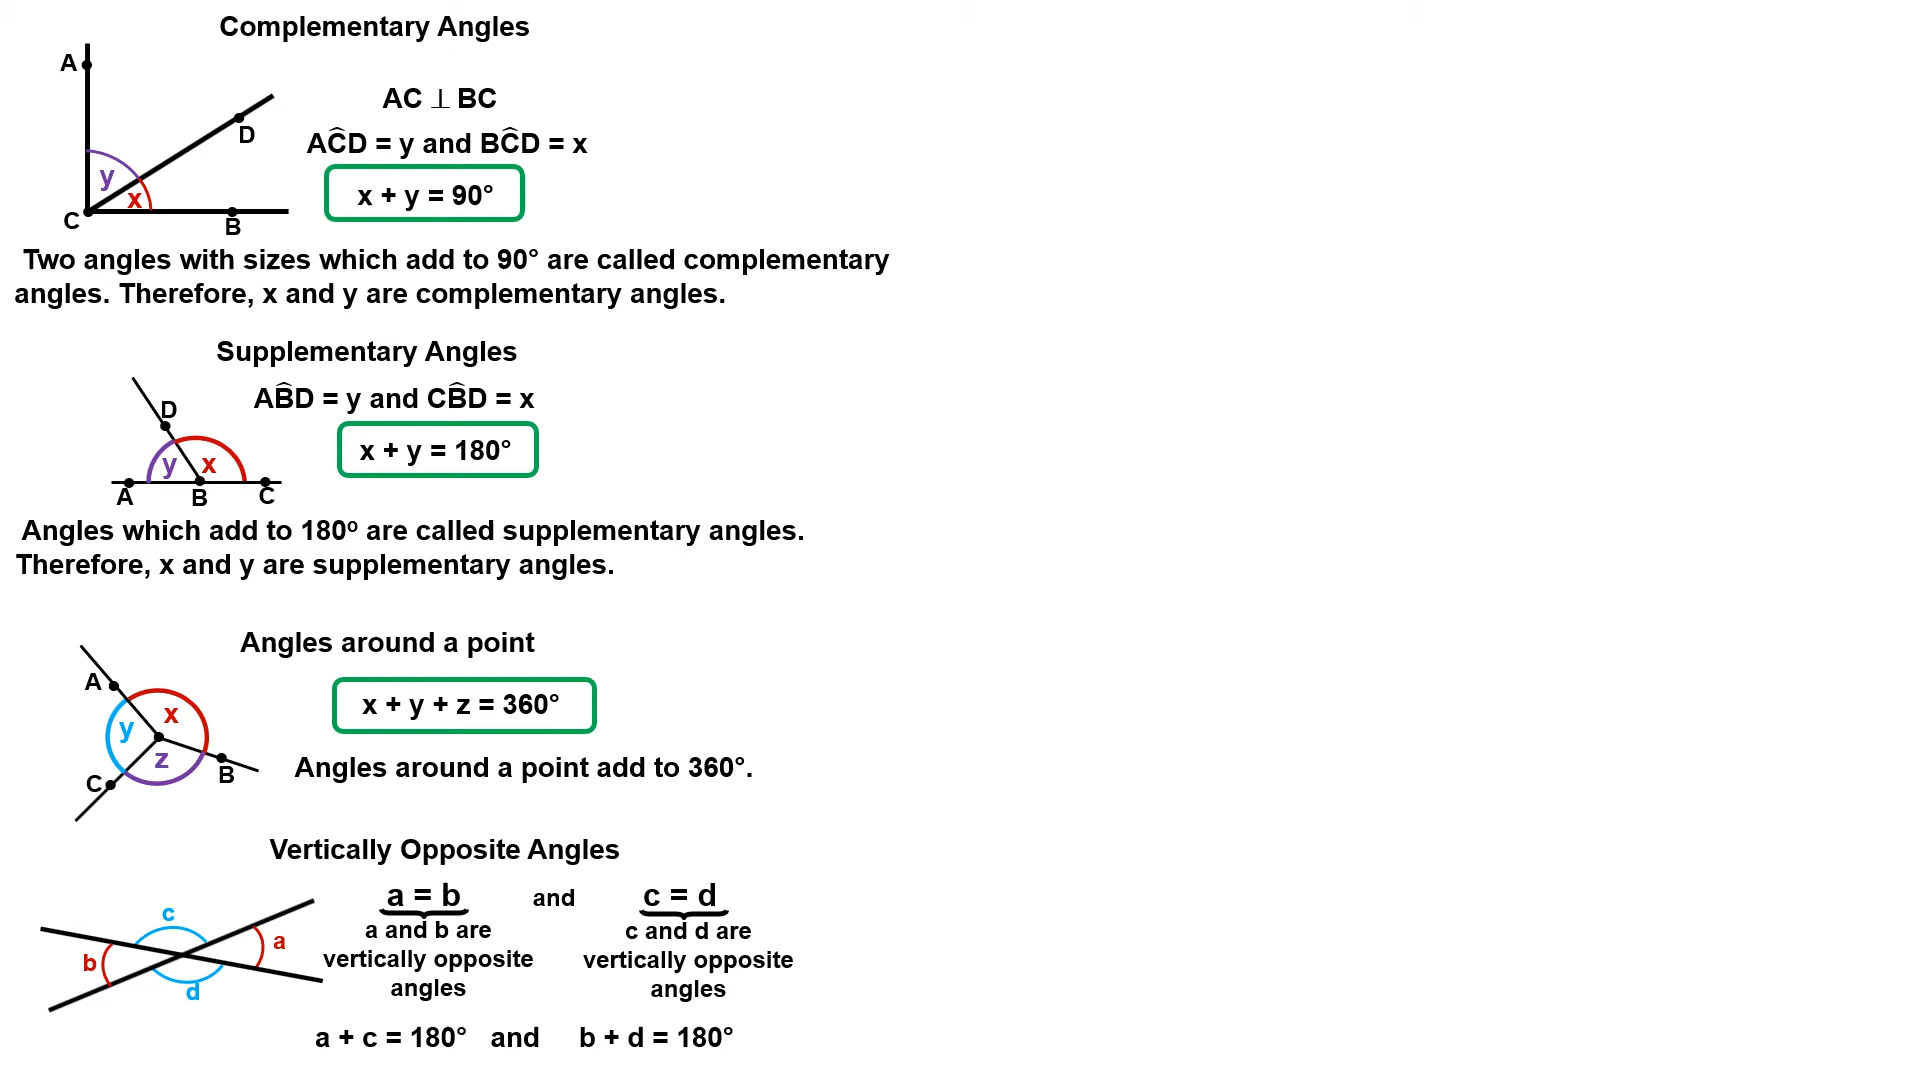 Complementary Angles
A
D
y
x
C
B
AC ⊥ BC
AĈD = y and BĈD = x
x + y = 90°
Two angles with sizes which add to 90° are called complementary
angles. Therefore, x and y are complementary angles.
Supplementary Angles
AB̂D = y and CB̂D = x
x + y = 180°
D
y
x
A
B
C
Angles which add to 180º are called supplementary angles.
Therefore, x and y are supplementary angles.
Angles around a point
A
x
y
z
C
B
x + y + z = 360°
Angles around a point add to 360°.
Vertically Opposite Angles
c
a
b
d
a = b and c = d
a and b are
vertically opposite
angles
c and d are
vertically opposite
angles
a + c = 180° and b + d = 180°